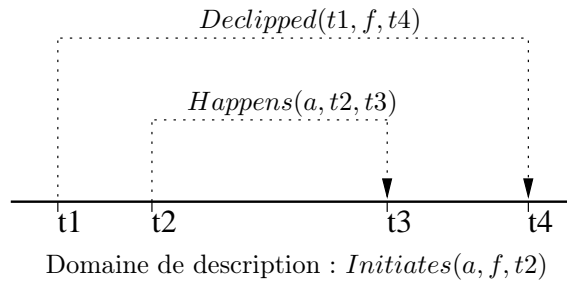 Declipped(t1, f, t4)
Happens(a, t2, t3)
t1 t2 t3 t4
Domaine de description : Initiates(a, f, t2)